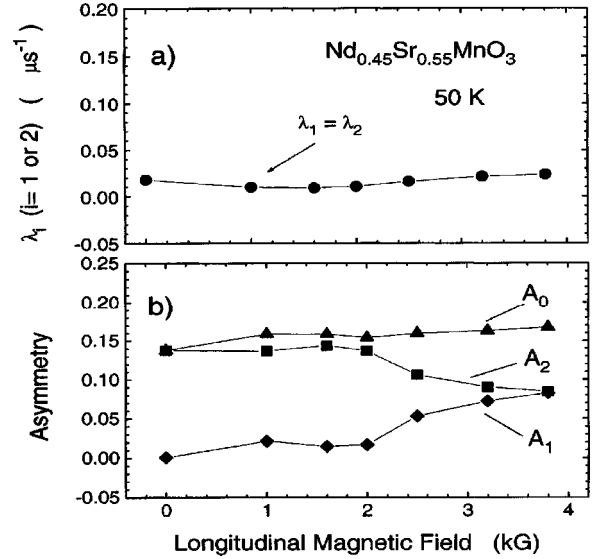 0.20
a)
Nd0.45Sr0.55MnO3
0.15
50 K
0.10
λ1 = λ2
0.05
0.00
-0.05
λi (i= 1 or 2) ( μs-1)
0.25
b)
A0
0.20
0.15
A2
0.10
0.05
A1
0.00
-0.05
Asymmetry
0 1 2 3 4
Longitudinal Magnetic Field (kG)